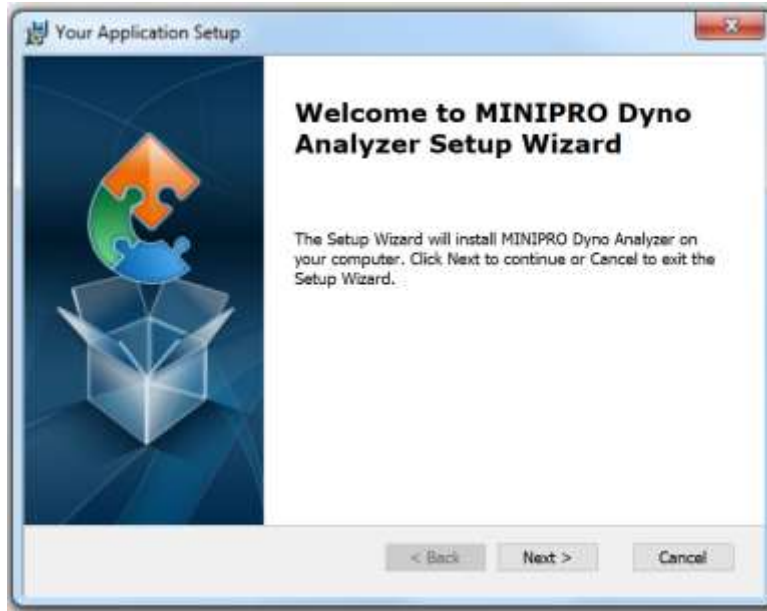 Your Application Setup
Welcome to MINIPRO Dyno
Analyzer Setup Wizard
The Setup Wizard will install MINIPRO Dyno Analyzer on
your computer. Click Next to continue or Cancel to exit the
Setup Wizard.
< Back Next > Cancel